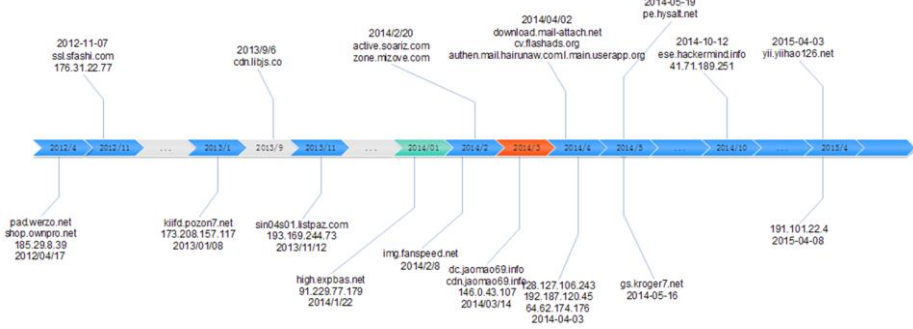 2014-05-19
pe.hysalt.net
2012-11-07
ssl.sfashi.com
176.31.22.77
2013/9/6
cdn.libjs.co
2014/2/20
active.soariz.com
zone.mizove.com
2014/04/02
download.mail-attach.net
cv.flashads.org
authen.mail.hairunaw.com.l.main.userapp.org
2014-10-12
ese.hackermind.info
41.71.189.251
2015-04-03
yii.yiihao126.net
2012/4
2012/11
...
2013/1
2013/9
2013/11
...
2014/01
2014/2
2014/3
2014/4
2014/5
...
2014/10
...
2015/4
pad.werzo.net
shop.ownpro.net
185.29.8.39
2012/04/17
kiifd.pozon7.net
173.208.157.117
2013/01/08
sin04s01.listpaz.com
193.169.244.73
2013/11/12
high.expbas.net
91.229.77.179
2014/1/22
img.fanspeed.net
2014/2/8
dc.jaomao69.info
cdn.jaomao69.info
146.0.43.107
2014/03/14
128.127.106.243
192.187.120.45
64.62.174.176
2014-04-03
gs.kroger7.net
2014-05-16
191.101.22.4
2015-04-08